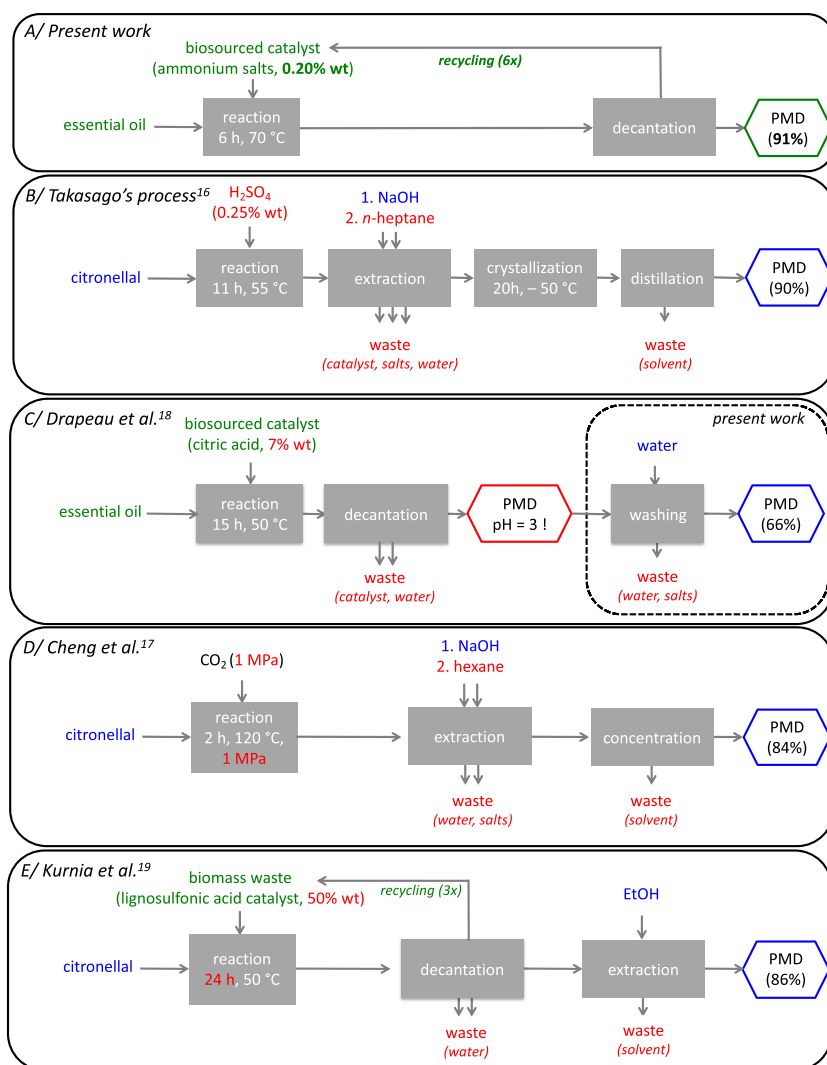 A/ Present work
biosourced catalyst
(ammonium salts, 0.20% wt)
recycling (6x)
essential oil
reaction
6 h, 70 °C
decantation
PMD
(91%)
B/ Takasago's process16
H2SO4
(0.25% wt)
1. NaOH
2. n-heptane
citronellal
reaction
11 h, 55 °C
extraction
crystallization
20h, – 50 °C
distillation
PMD
(90%)
waste
(catalyst, salts, water)
waste
(solvent)
C/ Drapeau et al.18
present work
biosourced catalyst
(citric acid, 7% wt)
water
essential oil
reaction
15 h, 50 °C
decantation
PMD
pH = 3 !
washing
PMD
(66%)
waste
(catalyst, water)
waste
(water, salts)
D/ Cheng et al.17
CO2 (1 MPa)
1. NaOH
2. hexane
citronellal
reaction
2 h, 120 °C,
1 MPa
extraction
concentration
PMD
(84%)
waste
(water, salts)
waste
(solvent)
E/ Kurnia et al.19
biomass waste
(lignosulfonic acid catalyst, 50% wt)
recycling (3x)
EtOH
citronellal
reaction
24 h, 50 °C
decantation
extraction
PMD
(86%)
waste
(water)
waste
(solvent)